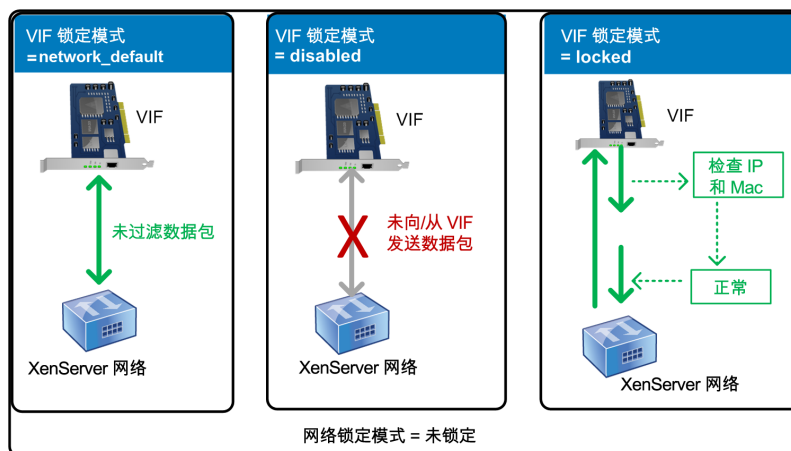 VIF 锁定模式
=network_default
VIF
未过滤数据包
XenServer 网络
VIF 锁定模式
= disabled
VIF
未向/从 VIF
发送数据包
XenServer 网络
VIF 锁定模式
= locked
VIF
检查 IP
和 Mac
正常
XenServer 网络
网络锁定模式 = 未锁定